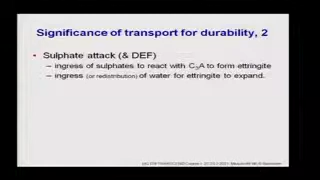 Significance of transport for durability, 2
• Sulphate attack (& DEF)
– ingress of sulphates to react with C₃A to form ettringite
– ingress (or redistribution) of water for ettringite to expand.